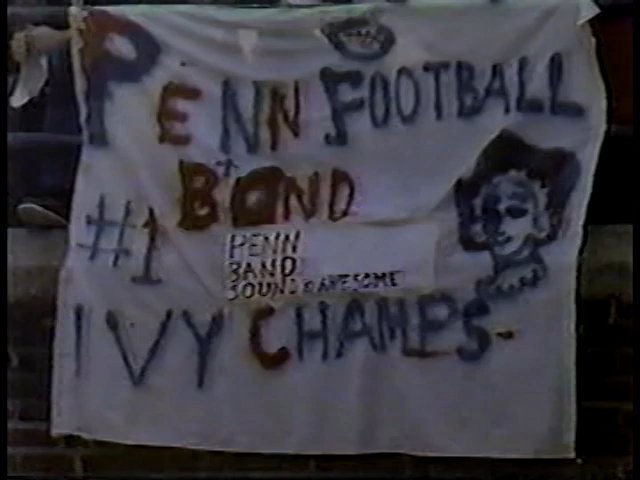 PENN FOOTBALL
+ BAND
#1
PENN
BAND
SOUNDS AWESOME
IVY CHAMPS